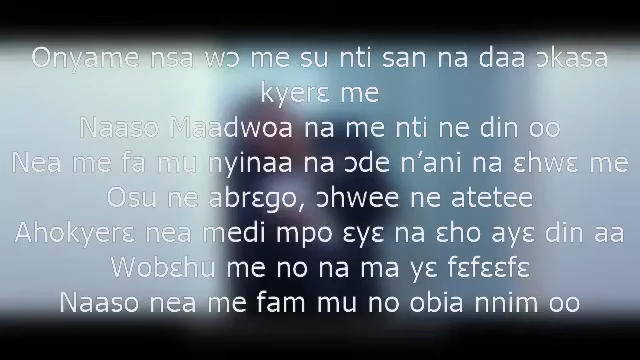 Onyame nsa wɔ me su nti san na daa ɔkasa
kyerɛ me
Naaso Maadwoa na me nti ne din oo
Nea me fa mu nyinaa na ɔde n'ani na ɛhwɛ me
Osu ne abrɛgo, ɔhwee ne atetee
Ahokyerɛ nea medi mpo ɛyɛ na ɛho ayɛ din aa
Wobɛhu me no na ma yɛ fɛfɛɛfɛ
Naaso nea me fam mu no obia nnim oo